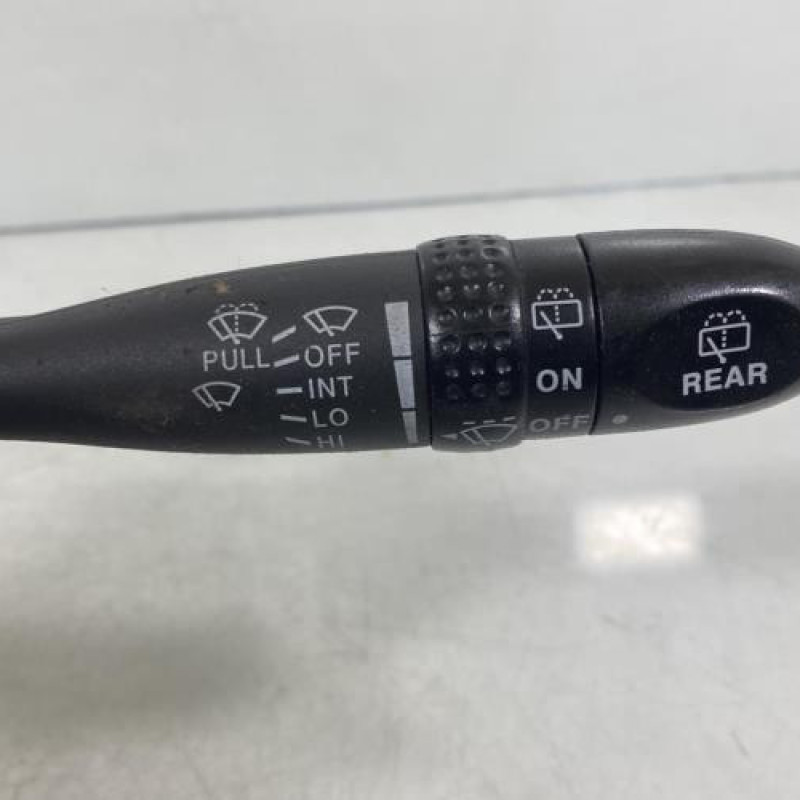 PULL
OFF
INT
LO
HI
ON
OFF
REAR